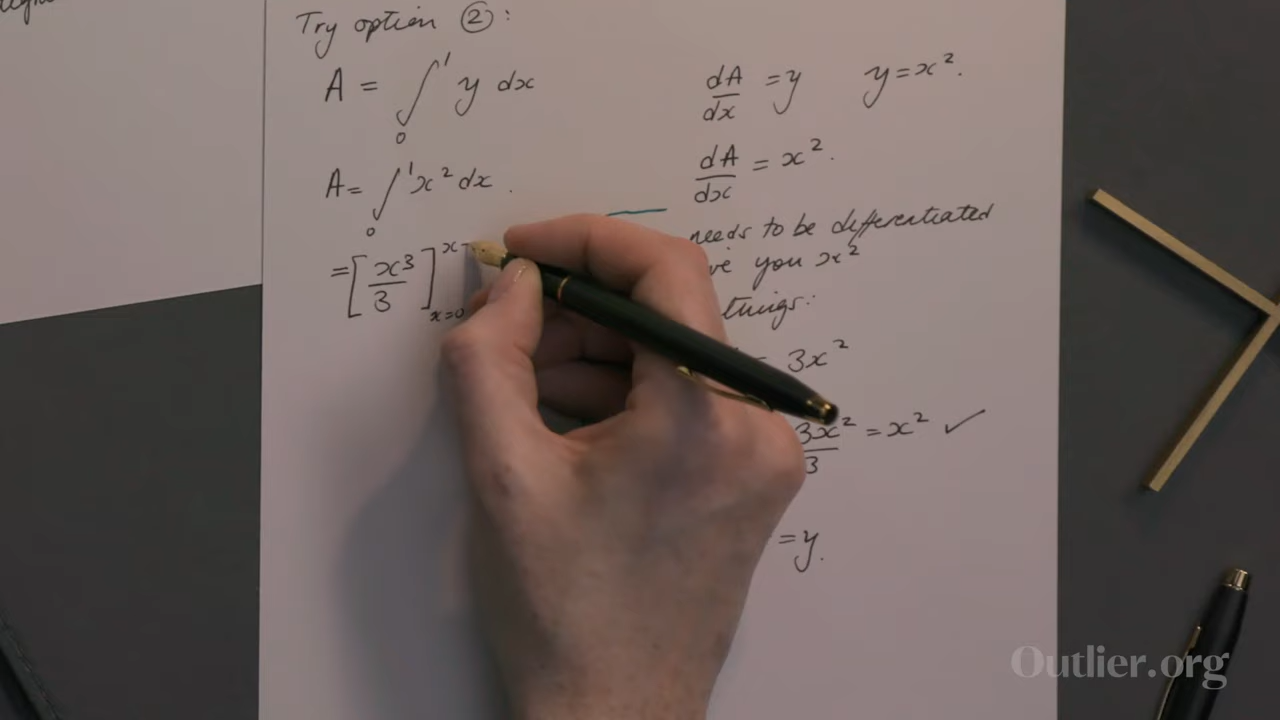 Try option ②:
A = ∫₀¹ y dx
A = ∫₀¹ x² dx.
= [x³/3] x= x=0
dA/dx = y y = x².
dA/dx = x².
needs to be differentiated
you x²
things:
3x²
3x²/3 = x² ✓
= y.
Outlier.org